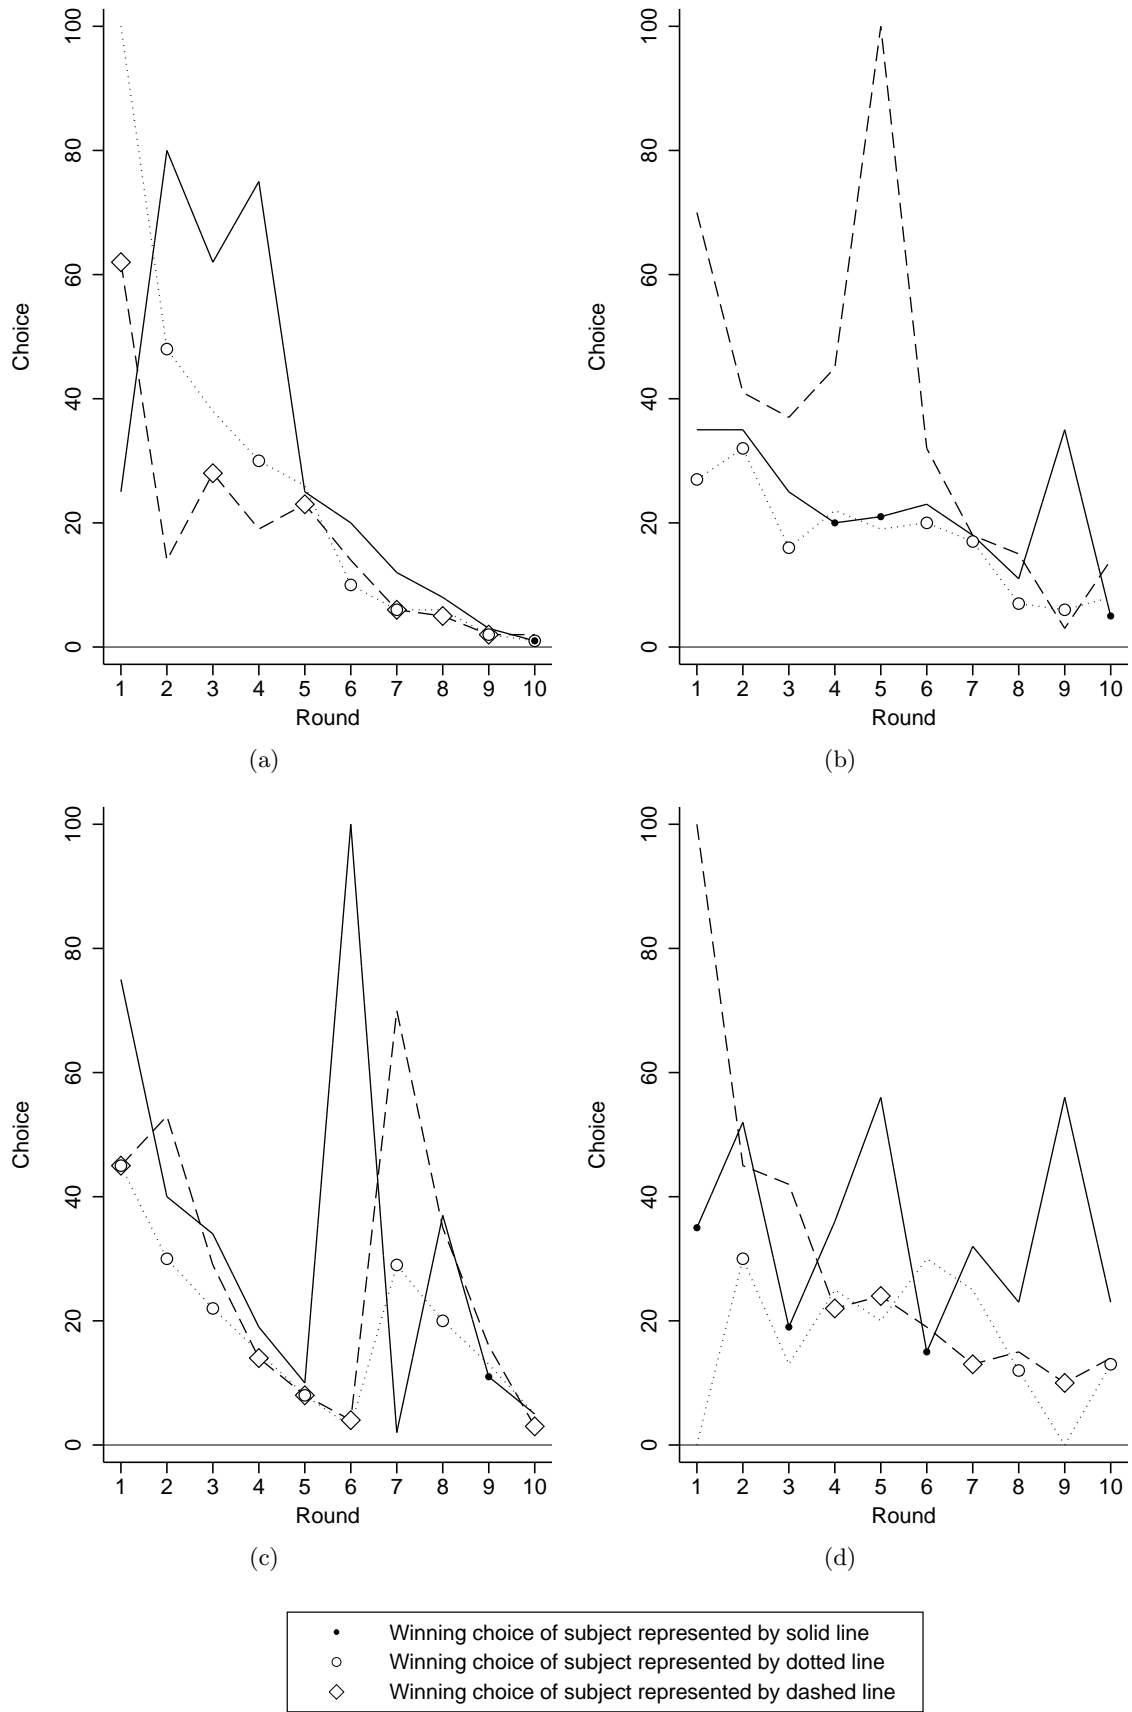 100
80
60
40
20
0
Choice
1 2 3 4 5 6 7 8 9 10
Round
(a)
100
80
60
40
20
0
Choice
1 2 3 4 5 6 7 8 9 10
Round
(b)
100
80
60
40
20
0
Choice
1 2 3 4 5 6 7 8 9 10
Round
(c)
100
80
60
40
20
0
Choice
1 2 3 4 5 6 7 8 9 10
Round
(d)
Winning choice of subject represented by solid line
Winning choice of subject represented by dotted line
Winning choice of subject represented by dashed line